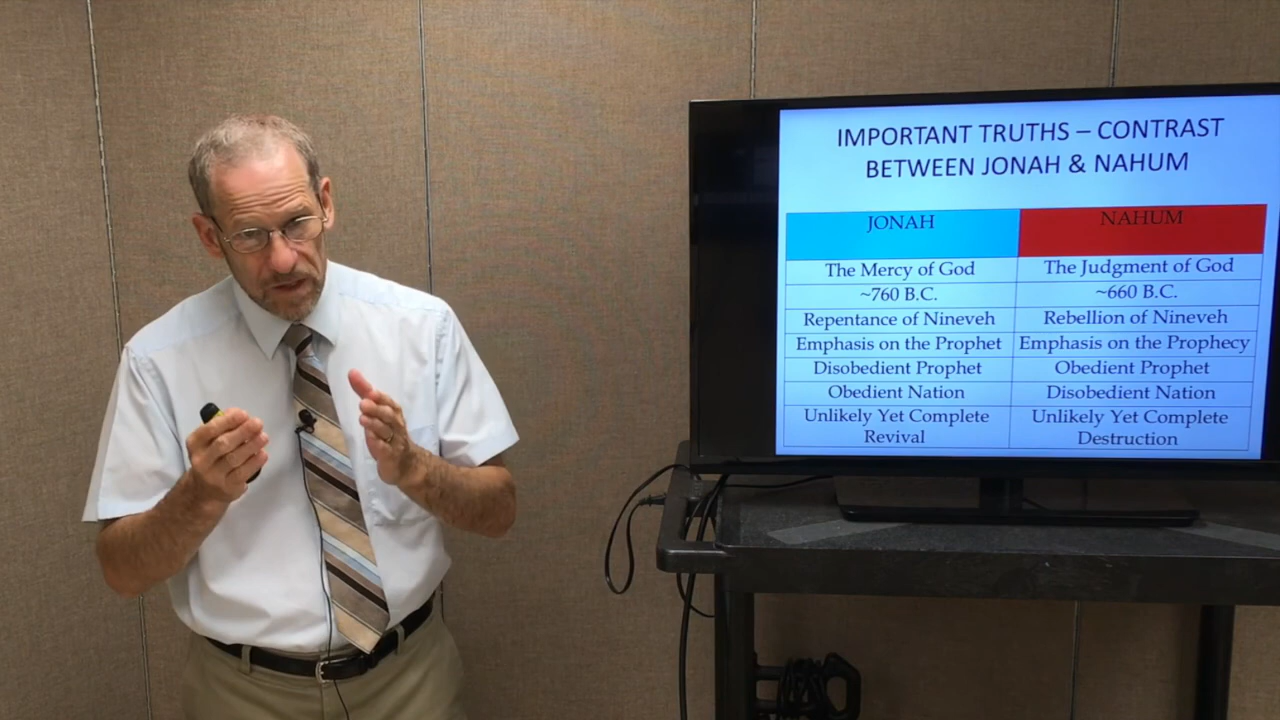 IMPORTANT TRUTHS – CONTRAST
BETWEEN JONAH & NAHUM
JONAH NAHUM
The Mercy of God The Judgment of God
~760 B.C. ~660 B.C.
Repentance of Nineveh Rebellion of Nineveh
Emphasis on the Prophet Emphasis on the Prophecy
Disobedient Prophet Obedient Prophet
Obedient Nation Disobedient Nation
Unlikely Yet Complete Unlikely Yet Complete
Revival Destruction